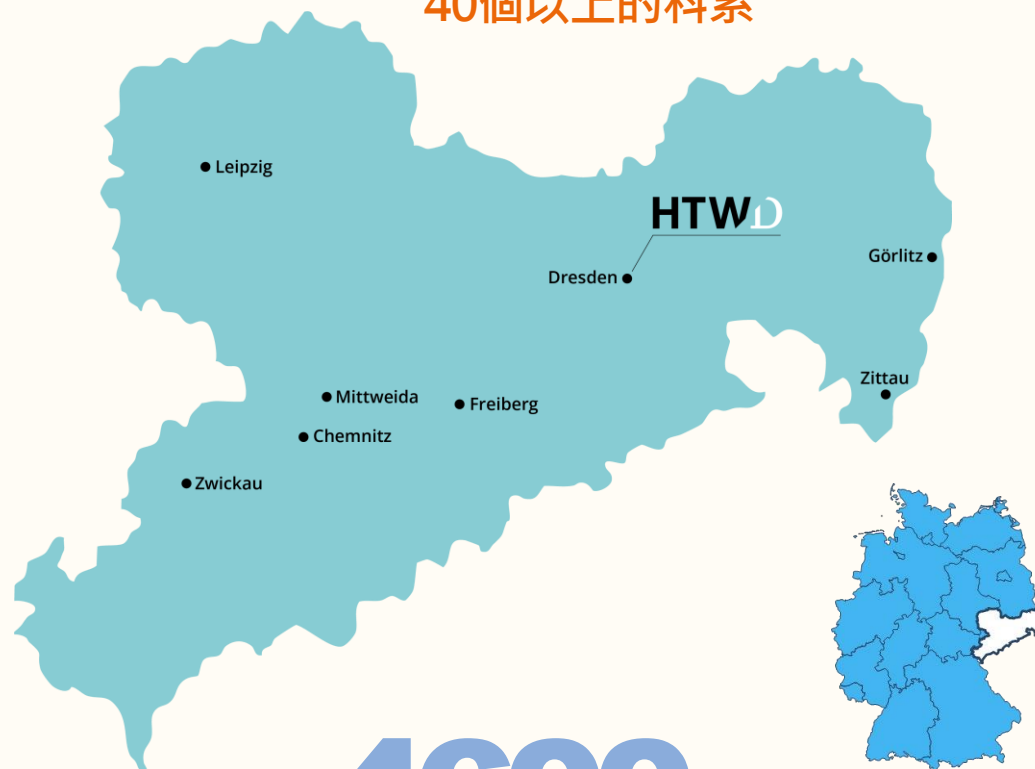 40個以上的科系
Leipzig
HTWD
Görlitz
Dresden
Zittau
Mittweida
Freiberg
Chemnitz
Zwickau